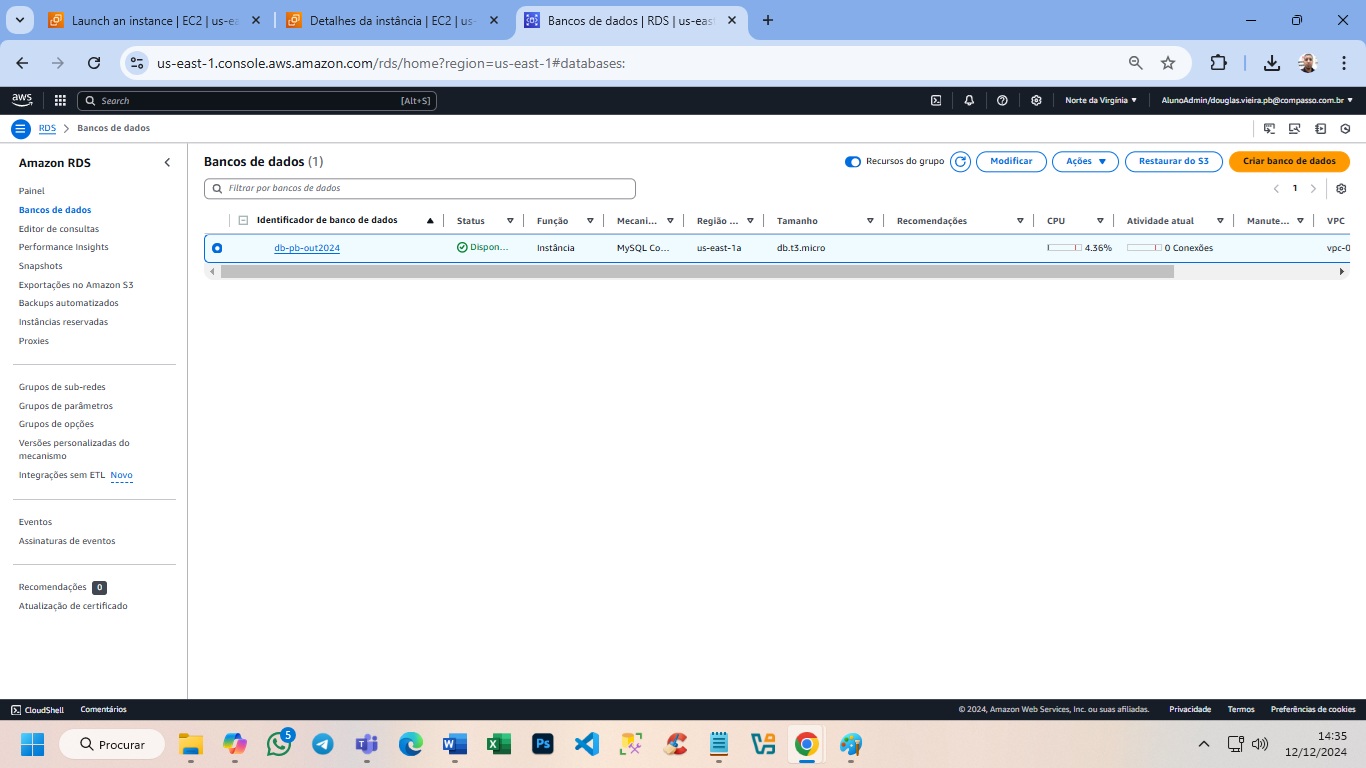 Launch an instance | EC2 | us-ea
Detalhes da instância | EC2 | us-
Bancos de dados | RDS | us-east
us-east-1.console.aws.amazon.com/rds/home?region=us-east-1#databases:
aws
Search
[Alt+S]
Norte da Virgínia
AlunoAdmin/douglas.vieira.pb@compasso.com.br
RDS
Bancos de dados
Amazon RDS
Painel
Bancos de dados
Editor de consultas
Performance Insights
Snapshots
Exportações no Amazon S3
Backups automatizados
Instâncias reservadas
Proxies
Grupos de sub-redes
Grupos de parâmetros
Grupos de opções
Versões personalizadas do
mecanismo
Integrações sem ETL Novo
Eventos
Assinaturas de eventos
Recomendações 0
Atualização de certificado
Bancos de dados (1)
Recursos do grupo
Modificar
Ações
Restaurar do S3
Criar banco de dados
Filtrar por bancos de dados
1
Identificador de banco de dados Status Função Mecani... Região ... Tamanho Recomendações CPU Atividade atual Manute... VPC
db-pb-out2024 Dispon... Instância MySQL Co... us-east-1a db.t3.micro 4.36% 0 Conexões vpc-0
CloudShell
Comentários
© 2024, Amazon Web Services, Inc. ou suas afiliadas.
Privacidade
Termos
Preferências de cookies
Procurar
5
Ps
14:35
12/12/2024